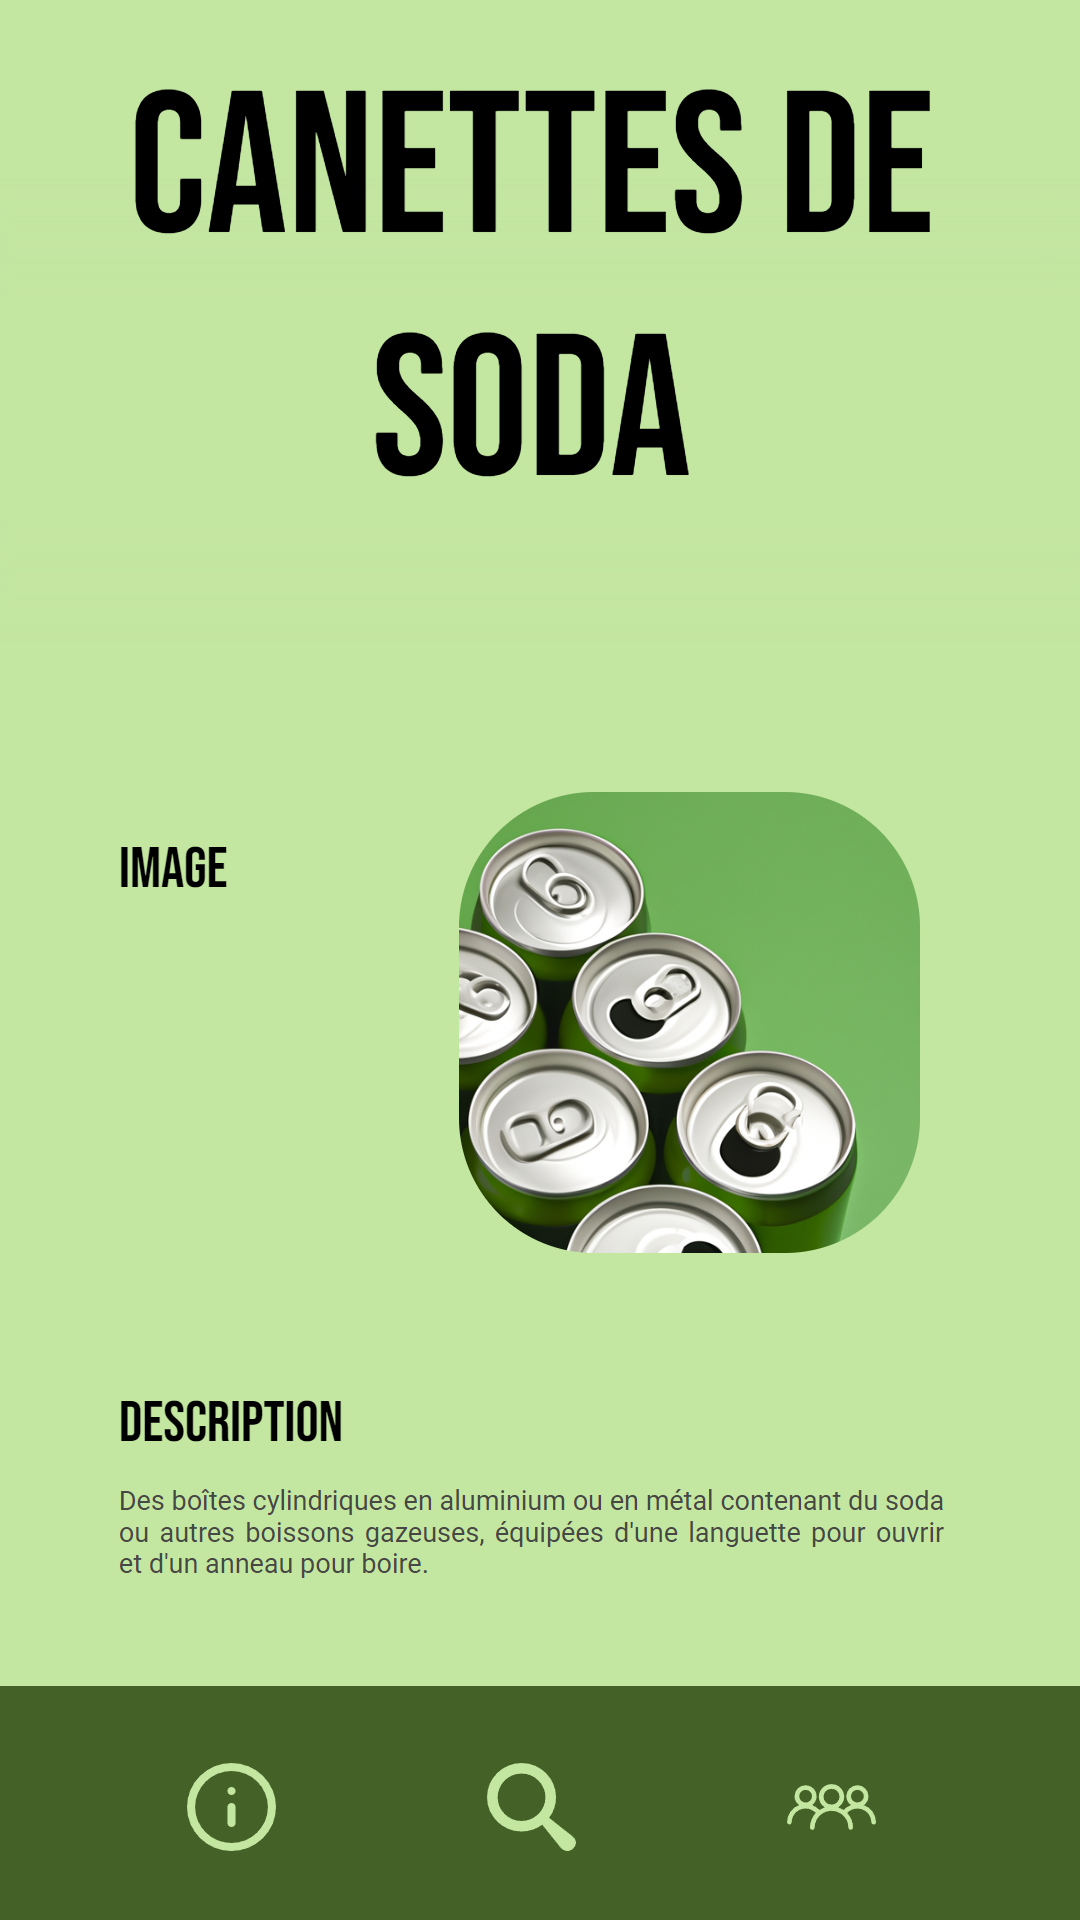 CANETTES DE
SODA
IMAGE
DESCRIPTION
Des boîtes cylindriques en aluminium ou en métal contenant du soda
ou autres boissons gazeuses, équipées d'une languette pour ouvrir
et d'un anneau pour boire.